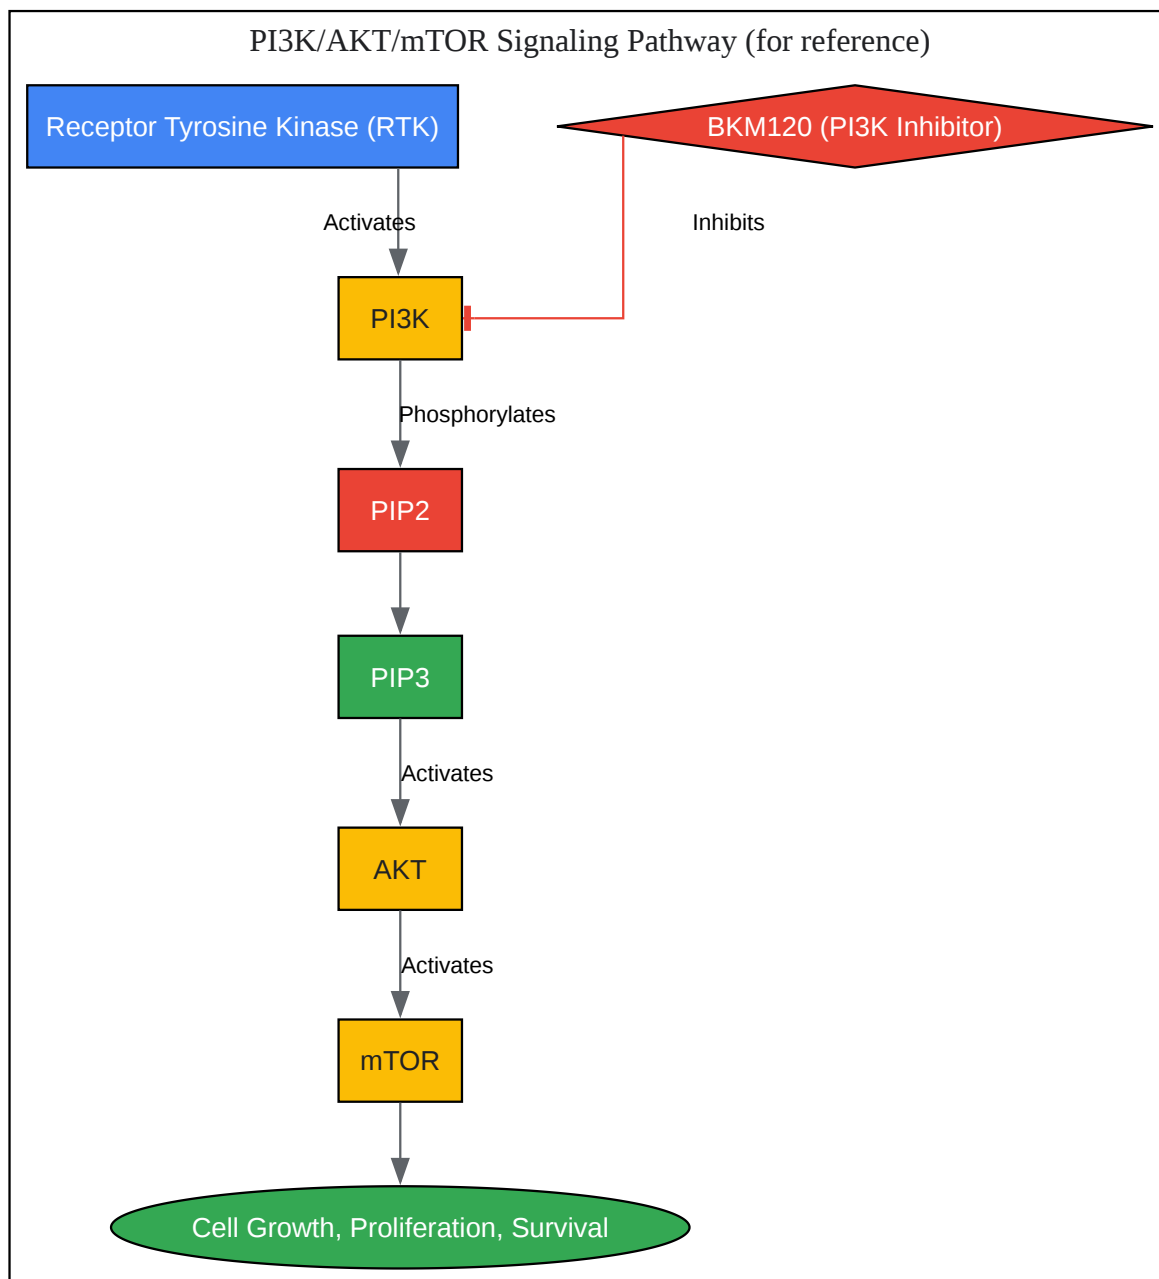 PI3K/AKT/mTOR Signaling Pathway (for reference)
Receptor Tyrosine Kinase (RTK)
BKM120 (PI3K Inhibitor)
Activates
Inhibits
PI3K
Phosphorylates
PIP2
PIP3
Activates
AKT
Activates
mTOR
Cell Growth, Proliferation, Survival